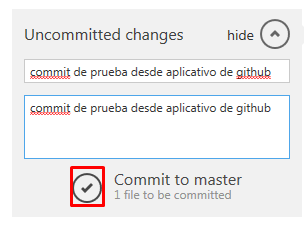 Uncommitted changes
hide
commit de prueba desde aplicativo de github
commit de prueba desde aplicativo de github
Commit to master
1 file to be committed